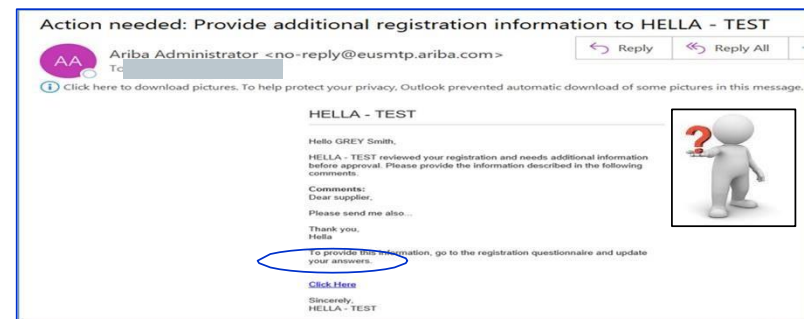 Action needed: Provide additional registration information to HELLA - TEST
AA
Ariba Administrator <no-reply@eusmtp.ariba.com>
To
Reply
Reply All
Click here to download pictures. To help protect your privacy, Outlook prevented automatic download of some pictures in this message.
HELLA - TEST
Hello GREY Smith,
HELLA - TEST reviewed your registration and needs additional information
before approval. Please provide the information described in the following
comments.
Comments:
Dear supplier,
Please send me also...
Thank you,
Hella
To provide this information, go to the registration questionnaire and update
your answers.
Click Here
Sincerely,
HELLA - TEST